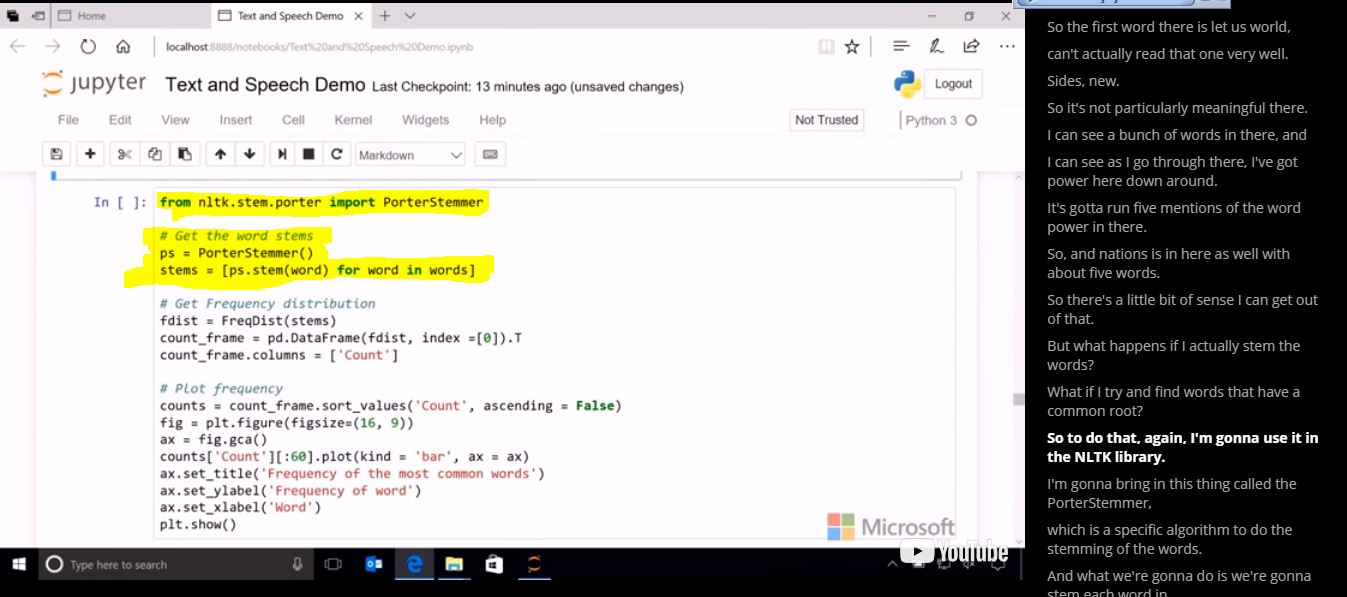 Home
Text and Speech Demo
localhost:8888/notebooks/Text%20and%20Speech%20Demo.ipynb
jupyter Text and Speech Demo Last Checkpoint: 13 minutes ago (unsaved changes)
Logout
File Edit View Insert Cell Kernel Widgets Help
Not Trusted
Python 3
Markdown
In [ ]:
from nltk.stem.porter import PorterStemmer
# Get the word stems
ps = PorterStemmer()
stems = [ps.stem(word) for word in words]
# Get Frequency distribution
fdist = FreqDist(stems)
count_frame = pd.DataFrame(fdist, index =[0]).T
count_frame.columns = ['Count']
# Plot frequency
counts = count_frame.sort_values('Count', ascending = False)
fig = plt.figure(figsize=(16, 9))
ax = fig.gca()
counts['Count'][:60].plot(kind = 'bar', ax = ax)
ax.set_title('Frequency of the most common words')
ax.set_ylabel('Frequency of word')
ax.set_xlabel('Word')
plt.show()
Microsoft
YouTube
Type here to search
So the first word there is let us world,
can't actually read that one very well.
Sides, new.
So it's not particularly meaningful there.
I can see a bunch of words in there, and
I can see as I go through there, I've got
power here down around.
It's gotta run five mentions of the word
power in there.
So, and nations is in here as well with
about five words.
So there's a little bit of sense I can get out
of that.
But what happens if I actually stem the
words?
What if I try and find words that have a
common root?
So to do that, again, I'm gonna use it in
the NLTK library.
I'm gonna bring in this thing called the
PorterStemmer,
which is a specific algorithm to do the
stemming of the words.
And what we're gonna do is we're gonna
stem each word in